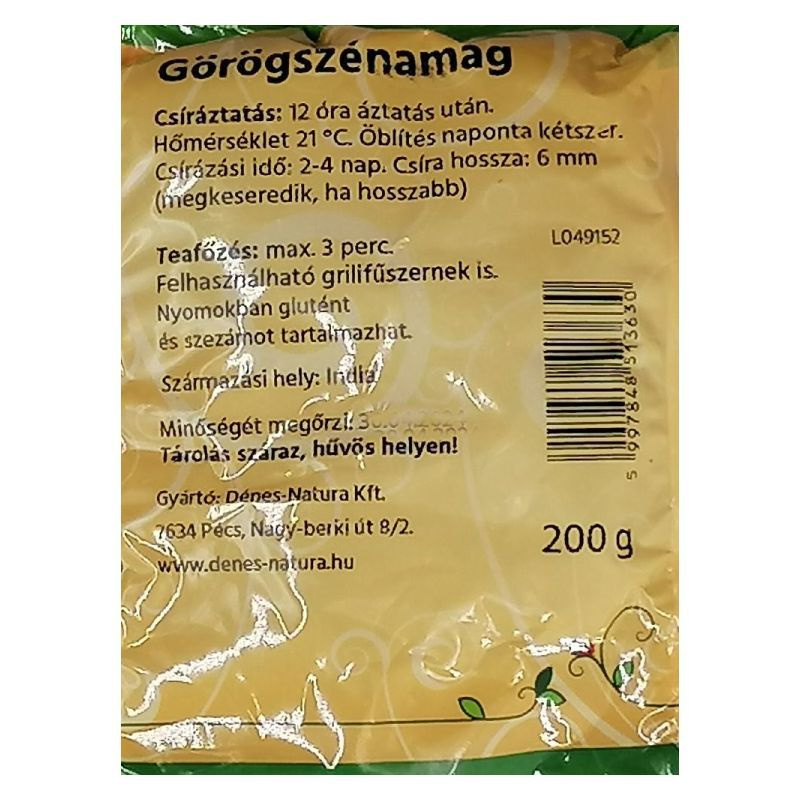 Görögszénamag
Csíráztatás: 12 óra áztatás után.
Hőmérséklet 21 °C. Öblítés naponta kétszer.
Csírázási idő: 2-4 nap. Csíra hossza: 6 mm
(megkeseredik, ha hosszabb)
Teafőzés: max. 3 perc.
Felhasználható grilifűszernek is.
Nyomokban glutént
és szezámot tartalmazhat.
Származási hely: India
Minőségét megőrzi:
Tárolás száraz, hűvös helyen!
Gyártó: Dénes-Natura Kft.
7634 Pécs, Nagy-berki út 8/2.
www.denes-natura.hu
L049152
5 997848 513630
200 g